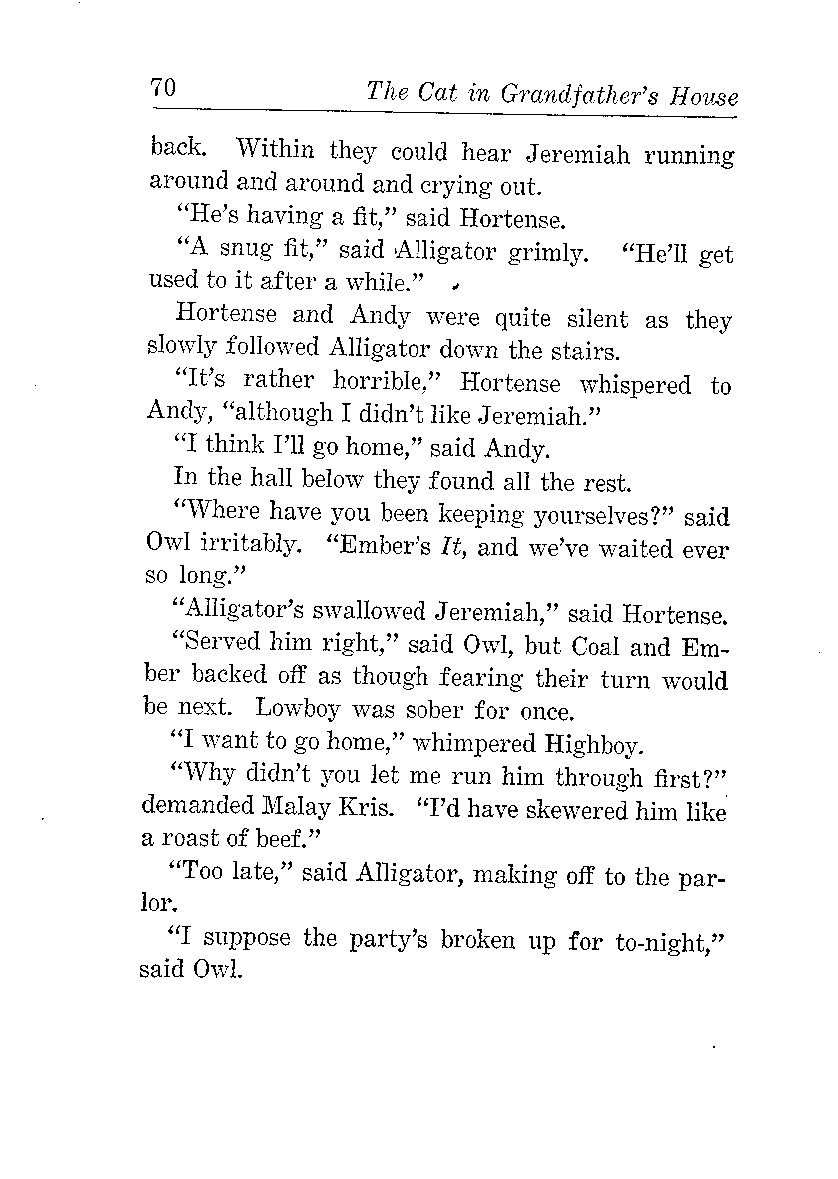 70 The Cat in Grandfather's House
back. Within they could hear Jeremiah running
around and around and crying out.
“He's having a fit,” said Hortense.
“A snug fit,” said Alligator grimly. “He'll get
used to it after a while.”
Hortense and Andy were quite silent as they
slowly followed Alligator down the stairs.
“It's rather horrible,” Hortense whispered to
Andy, “although I didn't like Jeremiah.”
“I think I'll go home,” said Andy.
In the hall below they found all the rest.
“Where have you been keeping yourselves?” said
Owl irritably. “Ember's It, and we've waited ever
so long.”
“Alligator's swallowed Jeremiah,” said Hortense.
“Served him right,” said Owl, but Coal and Em-
ber backed off as though fearing their turn would
be next. Lowboy was sober for once.
“I want to go home,” whimpered Highboy.
“Why didn't you let me run him through first?”
demanded Malay Kris. “I'd have skewered him like
a roast of beef.”
“Too late,” said Alligator, making off to the par-
lor.
“I suppose the party's broken up for to-night,”
said Owl.